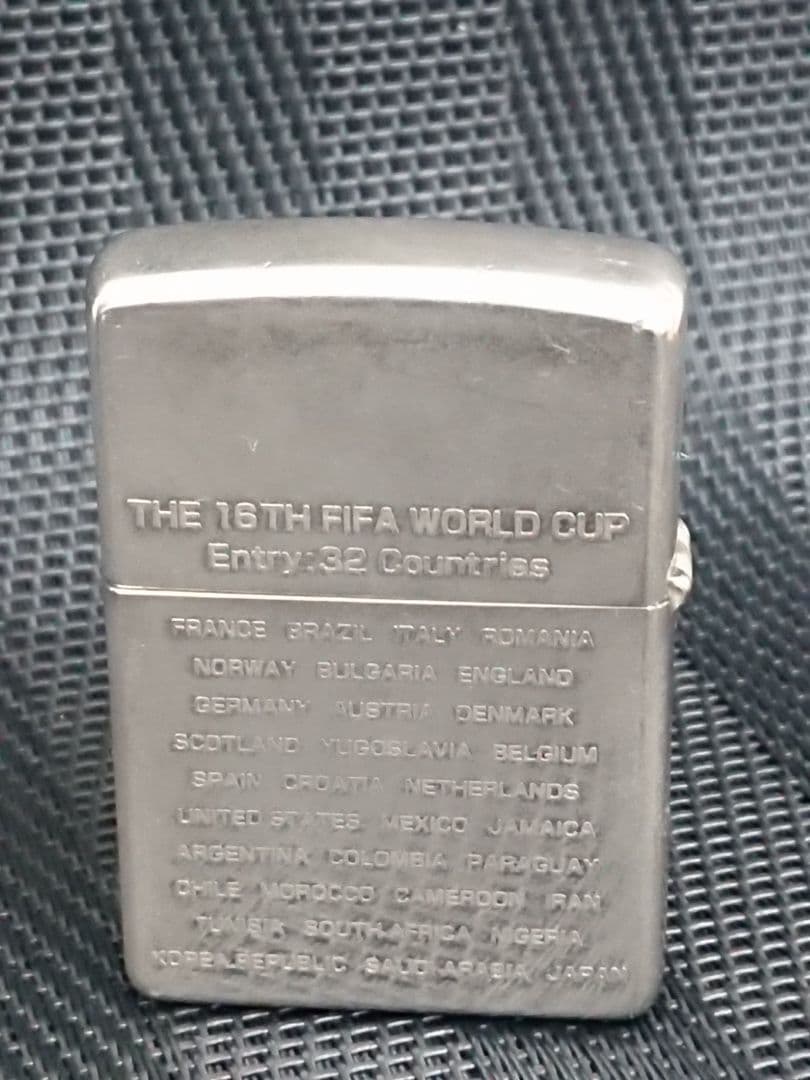 THE 16TH FIFA WORLD CUP
Entry:32 Countries
FRANCE BRAZIL ITALY ROMANIA
NORWAY BULGARIA ENGLAND
GERMANY AUSTRIA DENMARK
SCOTLAND YUGOSLAVIA BELGIUM
SPAIN CROATIA NETHERLANDS
UNITED STATES MEXICO JAMAICA
ARGENTINA COLOMBIA PARAGUAY
CHILE MOROCCO CAMEROON IRAN
SOUTH-AFRICA NIGERIA
KOREA.REPUBLIC SAUDI-ARABIA JAPAN